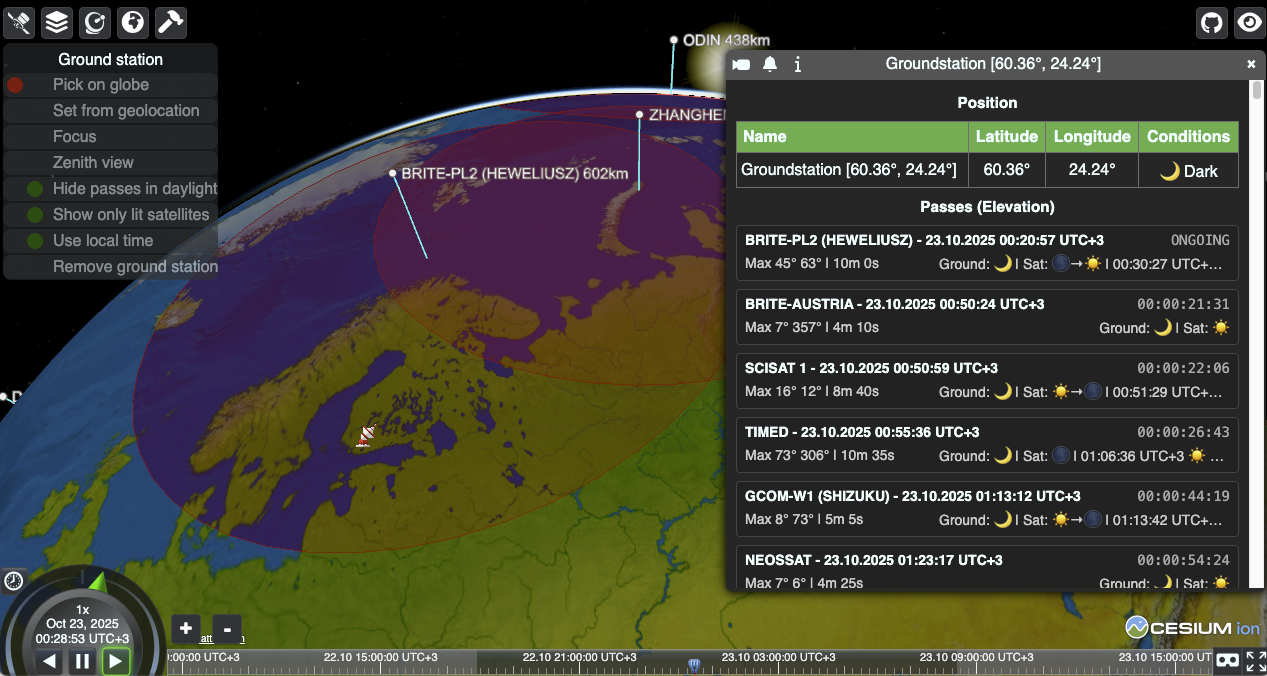 Ground station
Pick on globe
Set from geolocation
Focus
Zenith view
Hide passes in daylight
Show only lit satellites
Use local time
Remove ground station
ODIN 438km
ZHANGHEN
BRITE-PL2 (HEWELIUSZ) 602km
Groundstation [60.36°, 24.24°]
Position
Name Latitude Longitude Conditions
Groundstation [60.36°, 24.24°] 60.36° 24.24° 🌙 Dark
Passes (Elevation)
BRITE-PL2 (HEWELIUSZ) - 23.10.2025 00:20:57 UTC+3 ONGOING
Max 45° 63° | 10m 0s Ground: 🌙 | Sat: 🌑→☀️ | 00:30:27 UTC+…
BRITE-AUSTRIA - 23.10.2025 00:50:24 UTC+3 00:00:21:31
Max 7° 357° | 4m 10s Ground: 🌙 | Sat: ☀️
SCISAT 1 - 23.10.2025 00:50:59 UTC+3 00:00:22:06
Max 16° 12° | 8m 40s Ground: 🌙 | Sat: ☀️→🌑 | 00:51:29 UTC+…
TIMED - 23.10.2025 00:55:36 UTC+3 00:00:26:43
Max 73° 306° | 10m 35s Ground: 🌙 | Sat: 🌑 | 01:06:36 UTC+3 ☀️ …
GCOM-W1 (SHIZUKU) - 23.10.2025 01:13:12 UTC+3 00:00:44:19
Max 8° 73° | 5m 5s Ground: 🌙 | Sat: ☀️→🌑 | 01:13:42 UTC+…
NEOSSAT - 23.10.2025 01:23:17 UTC+3 00:00:54:24
Max 7° 6° | 4m 25s Ground: 🌙 | Sat: ☀️
1x
Oct 23, 2025
00:28:53 UTC+3
+ -
CESIUM ion
:00:00 UTC+3 22.10 15:00:00 UTC+3 22.10 21:00:00 UTC+3 23.10 03:00:00 UTC+3 23.10 09:00:00 UTC+3 23.10 15:00:00 UT